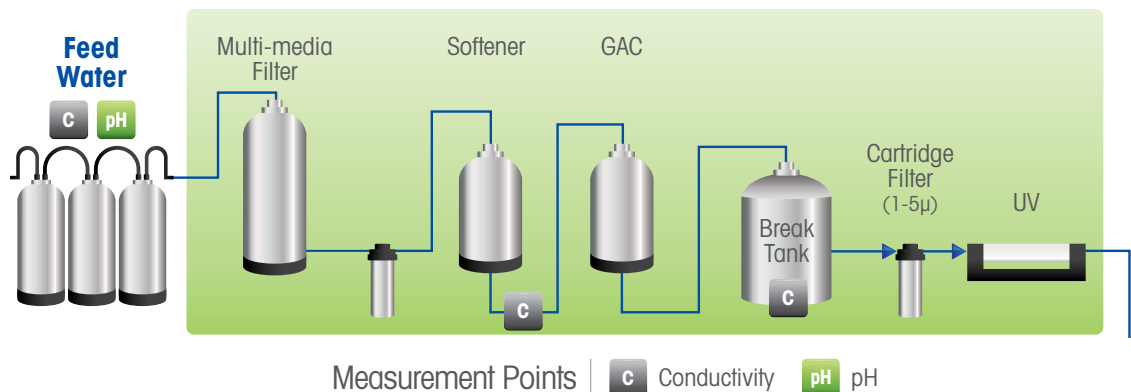 Feed
Water
C pH
Multi-media
Filter
Softener
GAC
C
Break
Tank
C
Cartridge
Filter
(1-5µ)
UV
Measurement Points C Conductivity pH pH